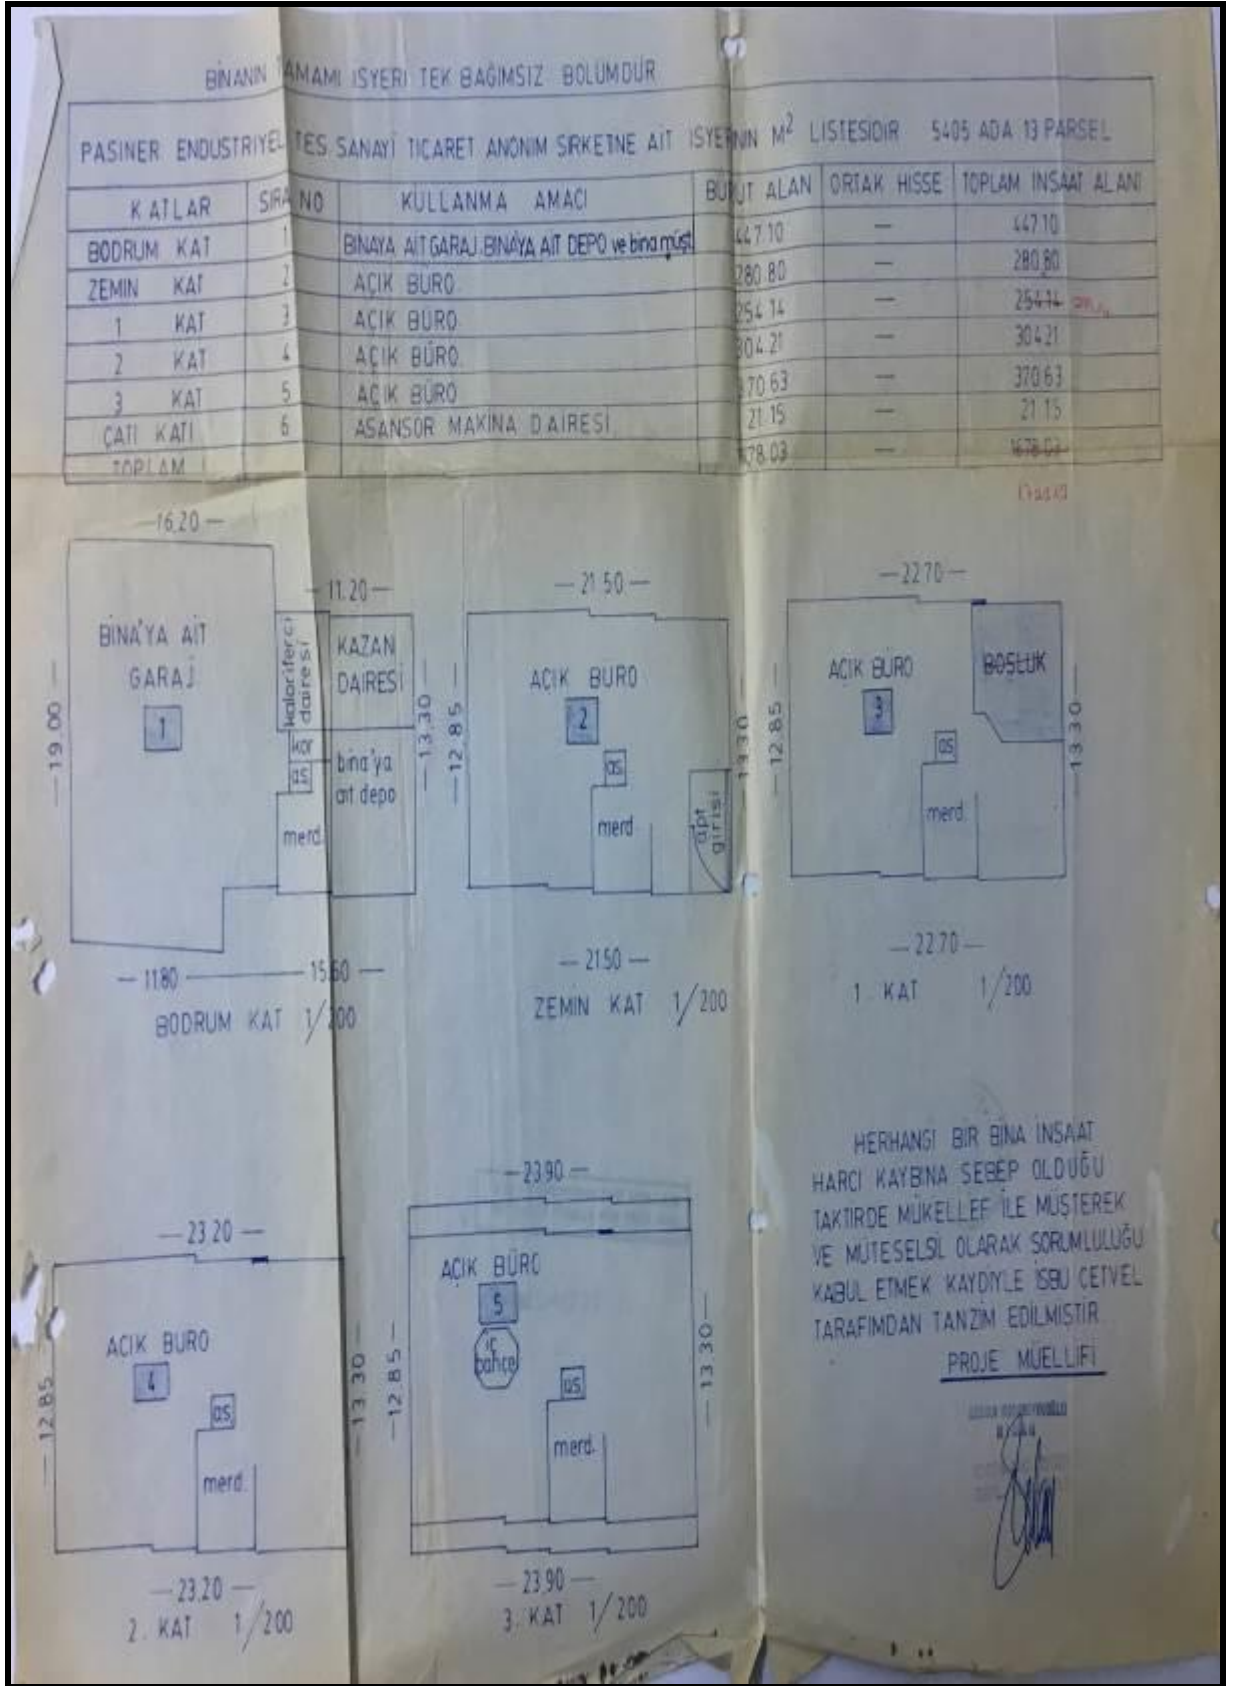 BİNANIN TAMAMI İŞYERİ TEK BAĞIMSIZ BÖLÜMDÜR
PASİNER ENDÜSTRİYEL TES. SANAYİ TİCARET ANONİM ŞİRKETNE AİT İŞYERNİN M² LİSTESİDİR 5405 ADA 13 PARSEL
KATLAR SIRA NO KULLANMA AMACI BÜRÜT ALAN ORTAK HİSSE TOPLAM İNŞAAT ALANI
BODRUM KAT 1 BİNAYA AİT GARAJ, BİNAYA AİT DEPO ve bina müşt. 447.10 — 447.10
ZEMİN KAT 2 AÇIK BÜRO. 280.80 — 280.80
1 KAT 3 AÇIK BÜRO 254.14 — 254.14
2 KAT 4 AÇIK BÜRO. 304.21 — 304.21
3 KAT 5 AÇIK BÜRO 370.63 — 370.63
ÇATI KATI 6 ASANSÖR MAKİNA DAİRESİ 21.15 — 21.15
TOPLAM 1678.03 — 1678.03
—16.20—
—11.20—
—21.50—
—22.70—
BİNA'YA AİT
GARAJ
1
kaloriferci
dairesi
KAZAN
DAİRESİ
kor
as
bina'ya
ait depo
merd.
—19.00—
—13.30—
—12.85—
AÇIK BÜRO
2
as
merd
apt
girişi
—13.30—
—12.85—
AÇIK BÜRO
3
BOŞLUK
as
merd.
—13.30—
—11.80—
—15.60—
—21.50—
—22.70—
BODRUM KAT 1/200
ZEMİN KAT 1/200
1. KAT 1/200
—23.20—
—23.90—
AÇIK BÜRO
4
as
merd.
—12.85—
—13.30—
—12.85—
AÇIK BÜRO
5
iç
bahçe
as
merd.
—13.30—
—23.20—
—23.90—
2. KAT 1/200
3. KAT 1/200
HERHANGİ BİR BİNA İNŞAAT
HARCI KAYBINA SEBEP OLDUĞU
TAKTİRDE MÜKELLEF İLE MÜŞTEREK
VE MÜTESELSİL OLARAK SORUMLULUĞU
KABUL ETMEK KAYDIYLE İŞBU CETVEL
TARAFIMDAN TANZİM EDİLMİŞTİR.
PROJE MÜELLİFİ